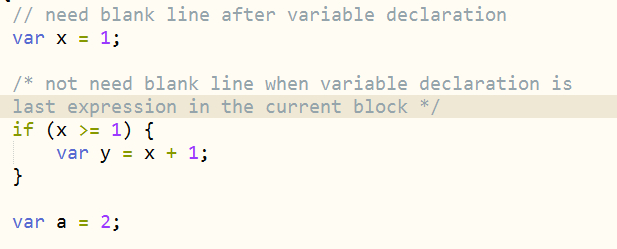 // need blank line after variable declaration
var x = 1;
/* not need blank line when variable declaration is
last expression in the current block */
if (x >= 1) {
var y = x + 1;
}
var a = 2;